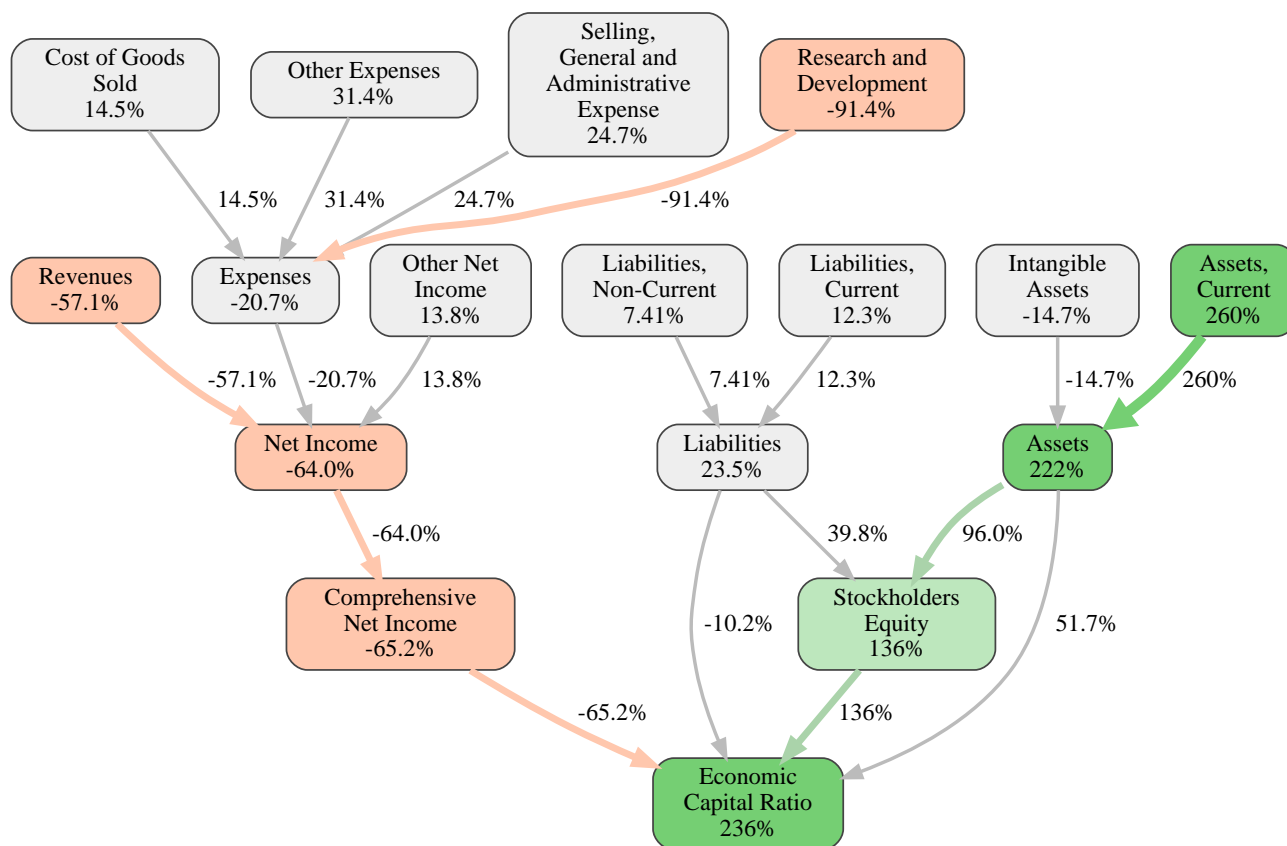 Cost of Goods
Sold
14.5%
Other Expenses
31.4%
Selling,
General and
Administrative
Expense
24.7%
Research and
Development
-91.4%
14.5%
31.4%
24.7%
-91.4%
Revenues
-57.1%
Expenses
-20.7%
Other Net
Income
13.8%
Liabilities,
Non-Current
7.41%
Liabilities,
Current
12.3%
Intangible
Assets
-14.7%
Assets,
Current
260%
-57.1%
-20.7%
13.8%
7.41%
12.3%
-14.7%
260%
Net Income
-64.0%
Liabilities
23.5%
Assets
222%
-64.0%
39.8%
96.0%
Comprehensive
Net Income
-65.2%
-10.2%
Stockholders
Equity
136%
51.7%
-65.2%
136%
Economic
Capital Ratio
236%